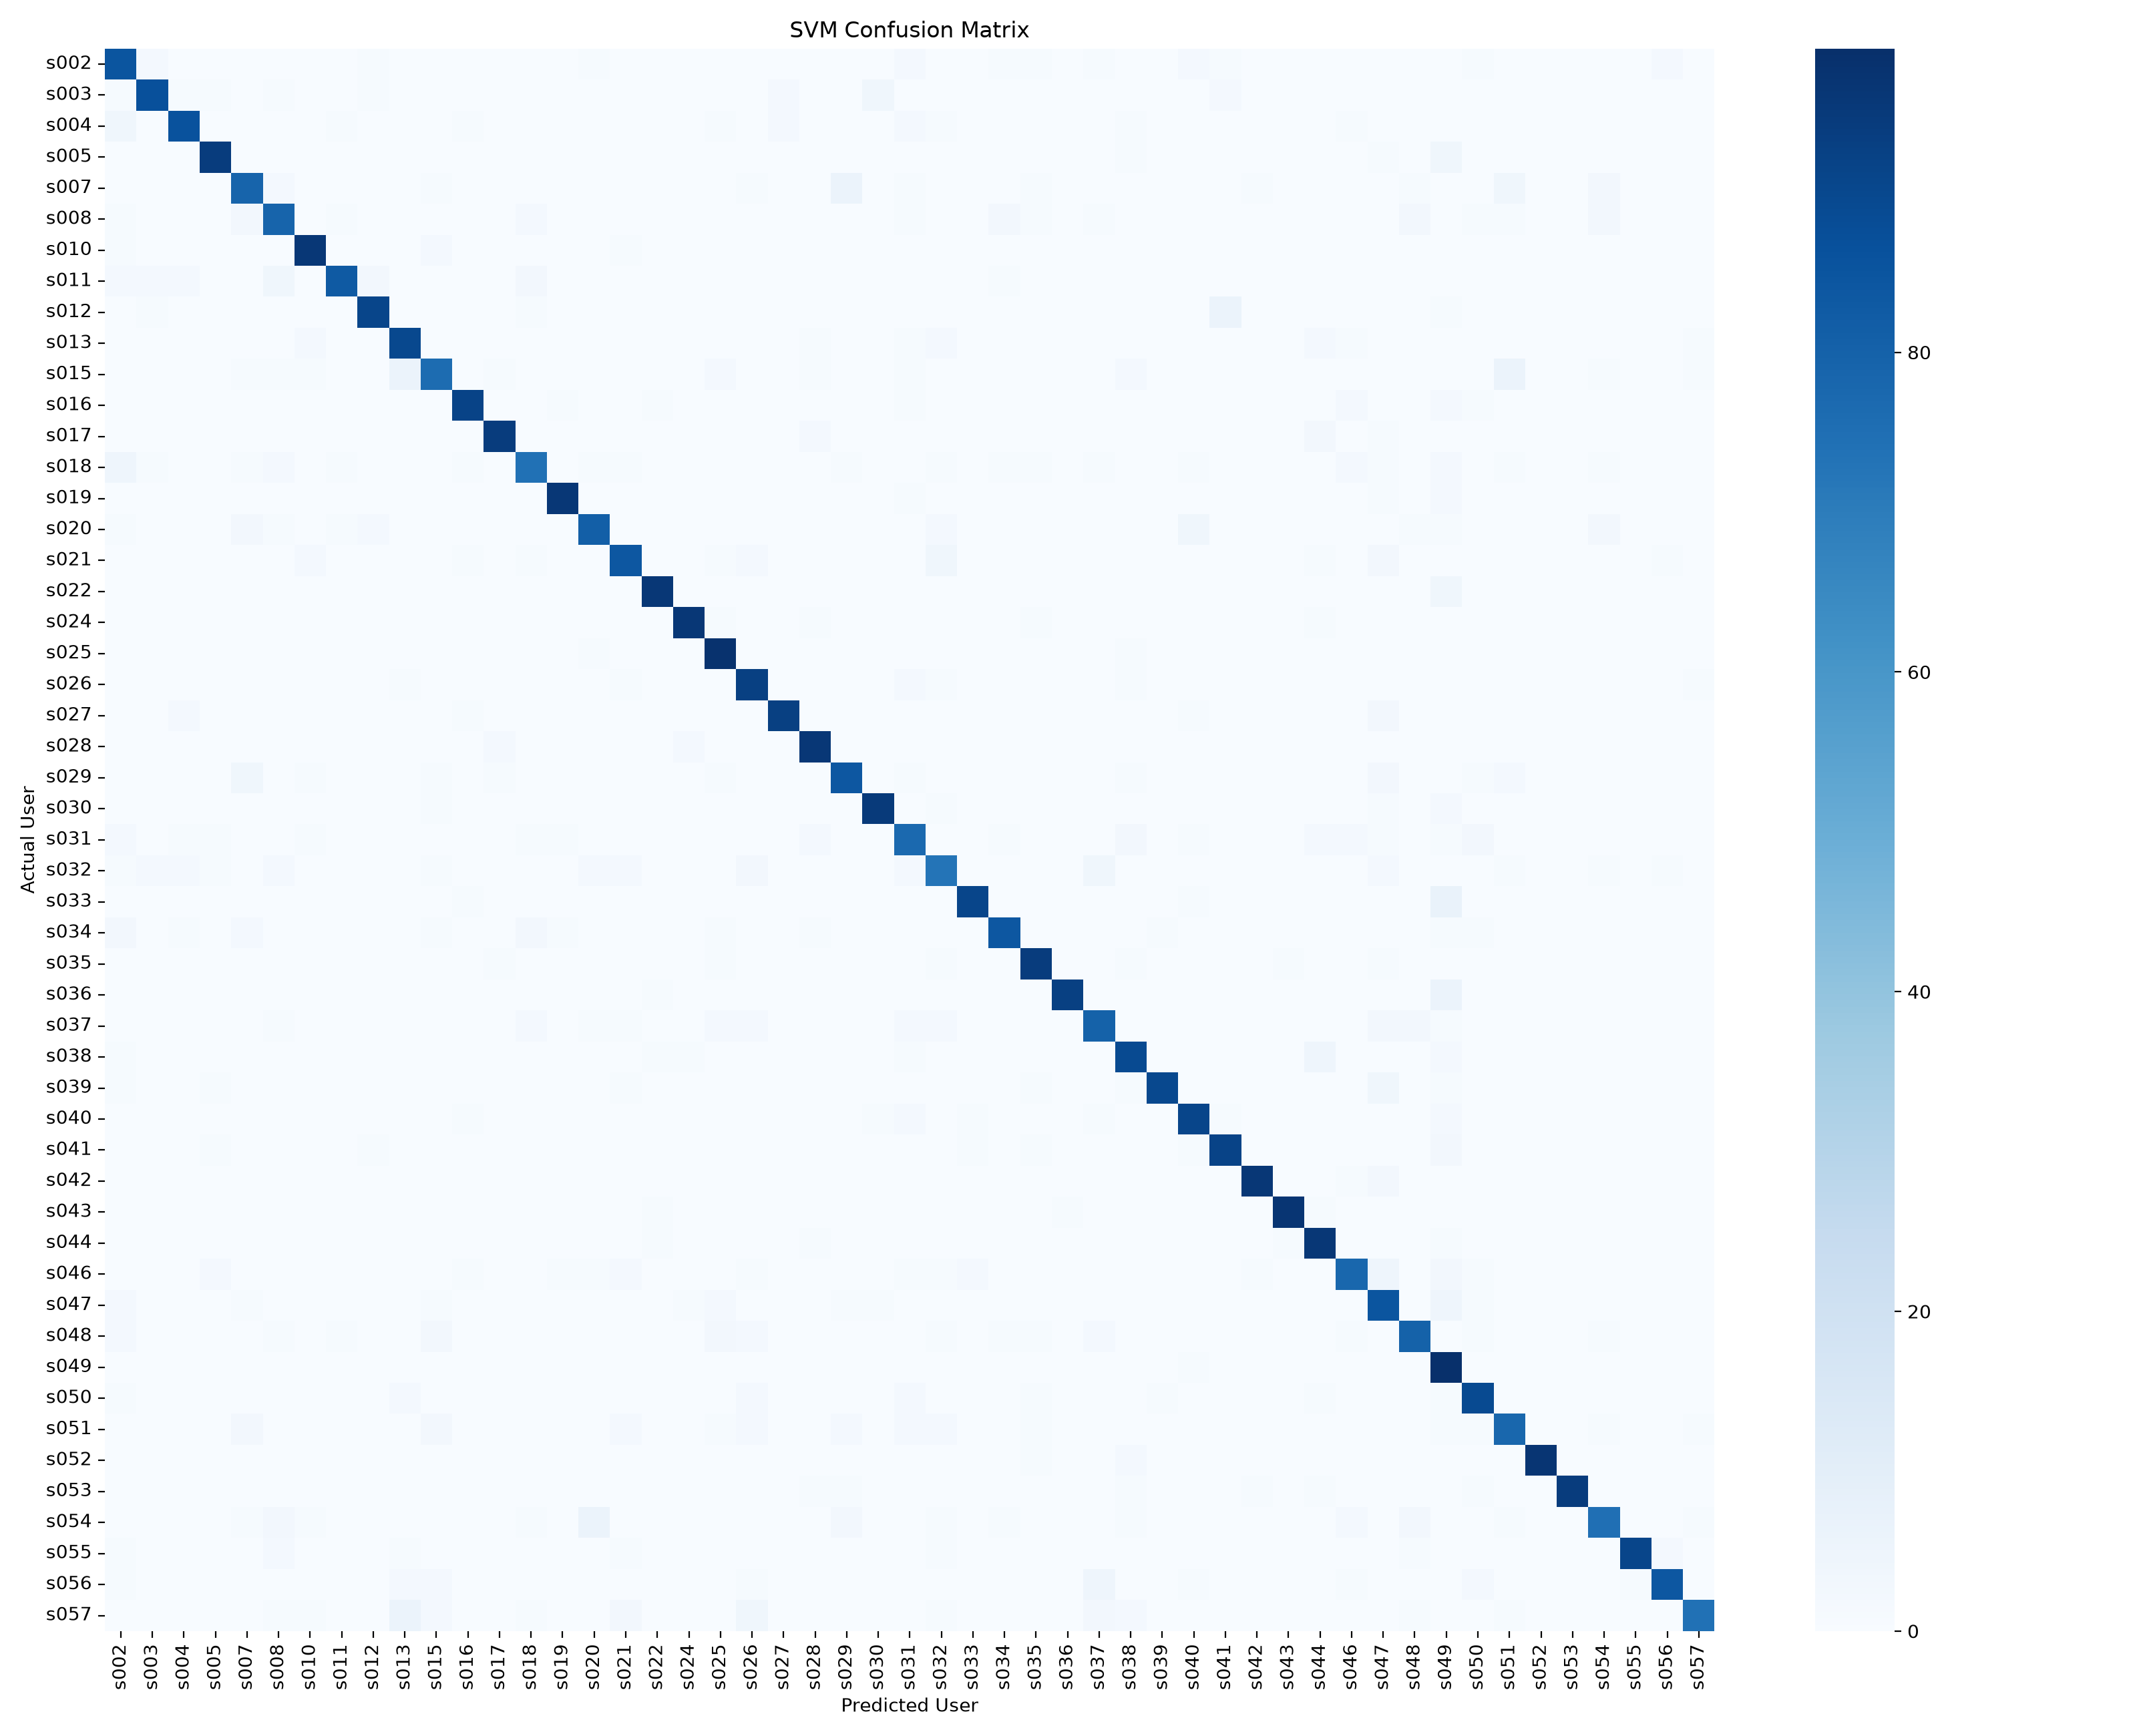 SVM Confusion Matrix
Actual User
s002
s003
s004
s005
s007
s008
s010
s011
s012
s013
s015
s016
s017
s018
s019
s020
s021
s022
s024
s025
s026
s027
s028
s029
s030
s031
s032
s033
s034
s035
s036
s037
s038
s039
s040
s041
s042
s043
s044
s046
s047
s048
s049
s050
s051
s052
s053
s054
s055
s056
s057
s002
s003
s004
s005
s007
s008
s010
s011
s012
s013
s015
s016
s017
s018
s019
s020
s021
s022
s024
s025
s026
s027
s028
s029
s030
s031
s032
s033
s034
s035
s036
s037
s038
s039
s040
s041
s042
s043
s044
s046
s047
s048
s049
s050
s051
s052
s053
s054
s055
s056
s057
Predicted User
80
60
40
20
0